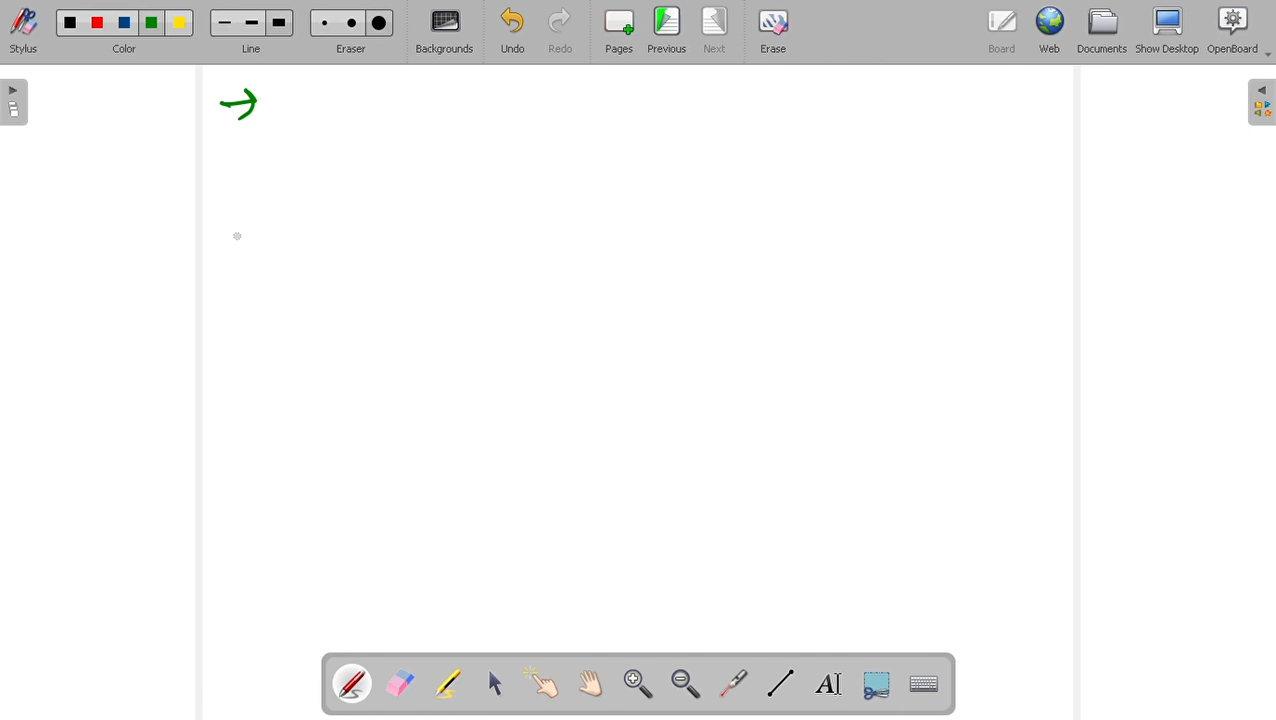 Stylus Color Line Eraser Backgrounds Undo Redo Pages Previous Next Erase Board Web Documents Show Desktop OpenBoard
→